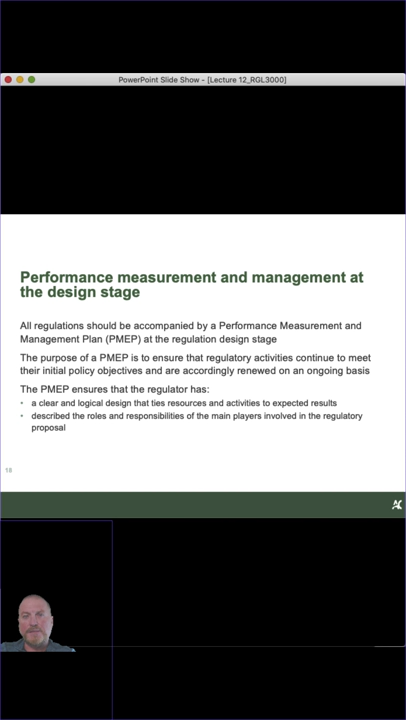 PowerPoint Slide Show - [Lecture 12_RGL3000]
Performance measurement and management at
the design stage
All regulations should be accompanied by a Performance Measurement and
Management Plan (PMEP) at the regulation design stage
The purpose of a PMEP is to ensure that regulatory activities continue to meet
their initial policy objectives and are accordingly renewed on an ongoing basis
The PMEP ensures that the regulator has:
• a clear and logical design that ties resources and activities to expected results
• described the roles and responsibilities of the main players involved in the regulatory
proposal
18
AC